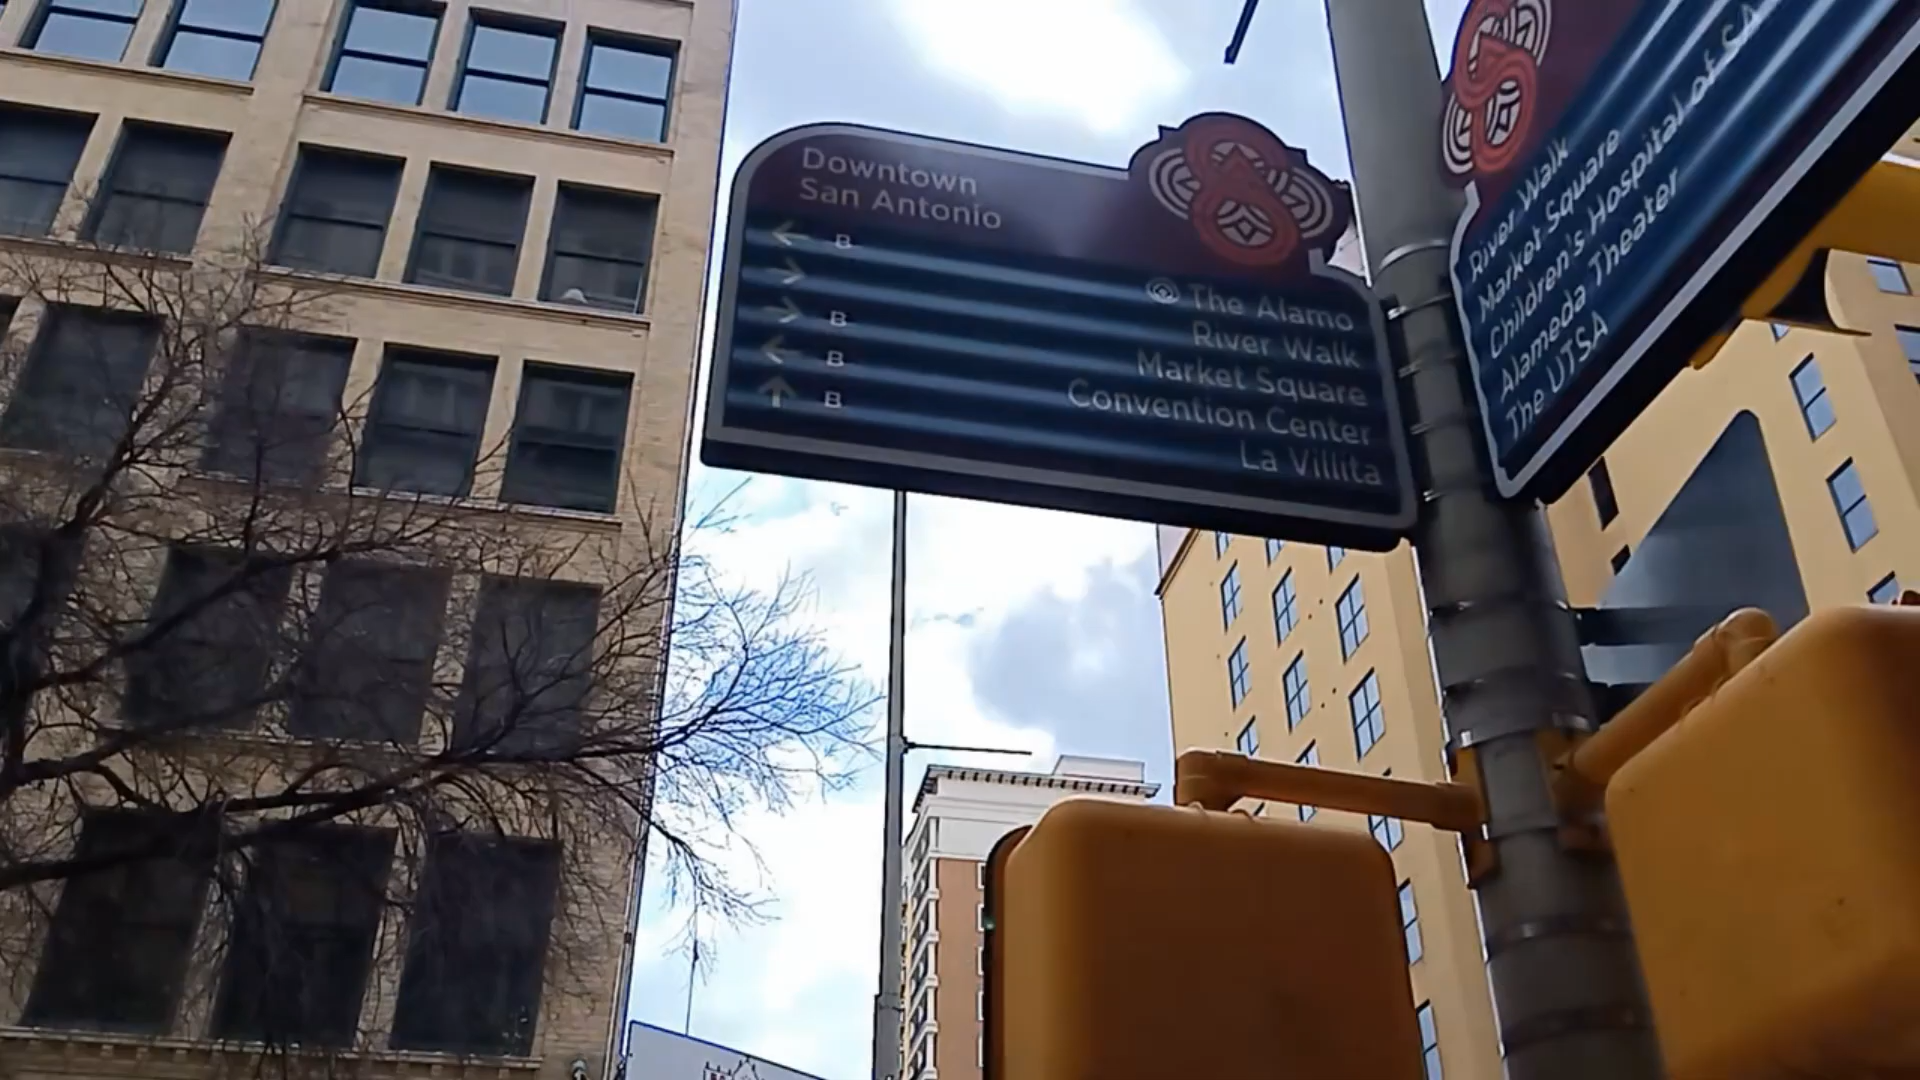 Downtown
San Antonio
← B The Alamo
→ River Walk
→ B Market Square
← B Convention Center
↑ B La Villita
River Walk
Market Square
Children's Hospital of SA
Alameda Theater
The UTSA